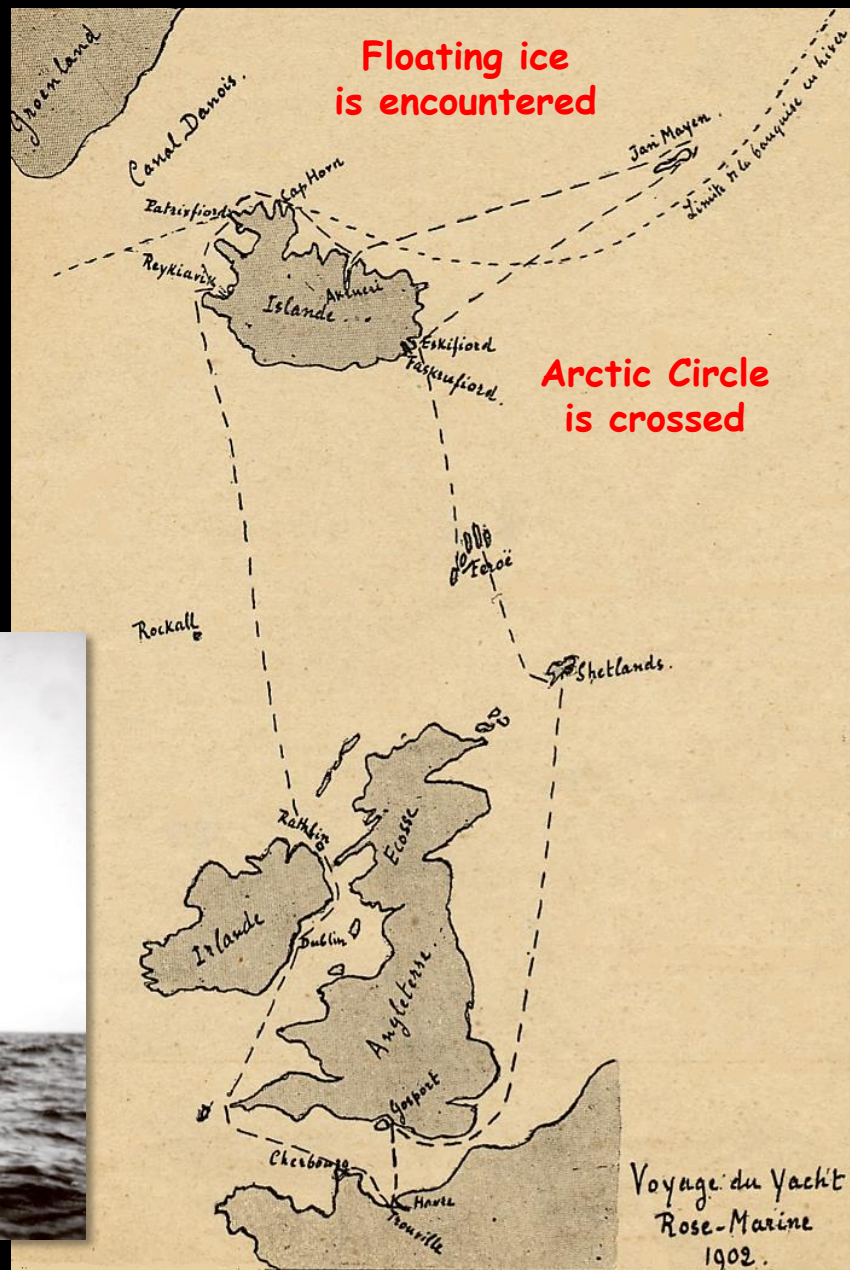 Floating ice
is encountered
Groënland
Canal Danois.
Jan Mayen.
Limite de la banquise en hiver
Cap Horn
Patrixfiord
Reykiavik
Islande
Akureri
Eskifiord
Faskrufiord.
Arctic Circle
is crossed
Feroë
Rockall
Shetlands.
Rathlin
Ecosse
Irlande
Dublin
Angleterre.
Gosport
Cherbourg
Havre
Trouville
Voyage du Yacht
Rose-Marine
1902.